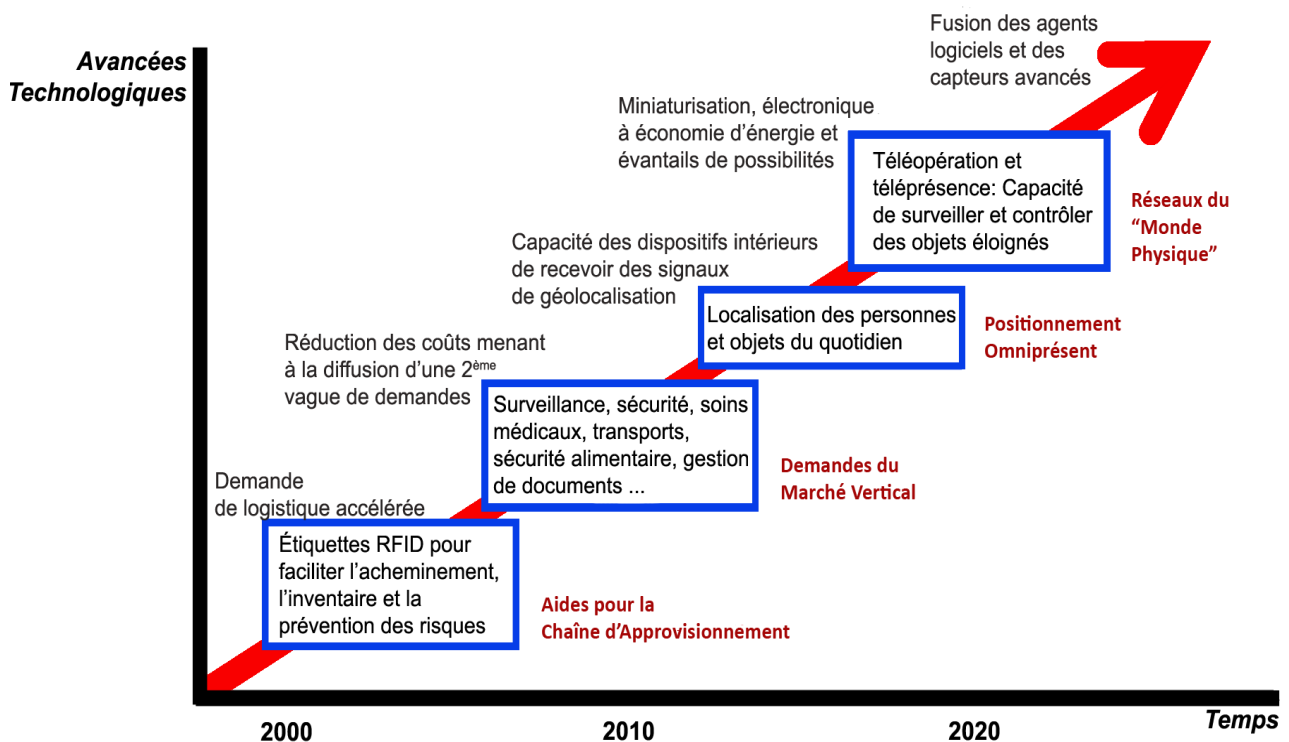 Avancées
Technologiques
Fusion des agents
logiciels et des
capteurs avancés
Miniaturisation, électronique
à économie d’énergie et
évantails de possibilités
Téléopération et
téléprésence: Capacité
de surveiller et contrôler
des objets éloignés
Réseaux du
“Monde
Physique”
Capacité des dispositifs intérieurs
de recevoir des signaux
de géolocalisation
Localisation des personnes
et objets du quotidien
Positionnement
Omniprésent
Réduction des coûts menant
à la diffusion d’une 2ème
vague de demandes
Surveillance, sécurité, soins
médicaux, transports,
sécurité alimentaire, gestion
de documents ...
Demandes du
Marché Vertical
Demande
de logistique accélérée
Étiquettes RFID pour
faciliter l’acheminement,
l’inventaire et la
prévention des risques
Aides pour la
Chaîne d’Approvisionnement
2000
2010
2020
Temps